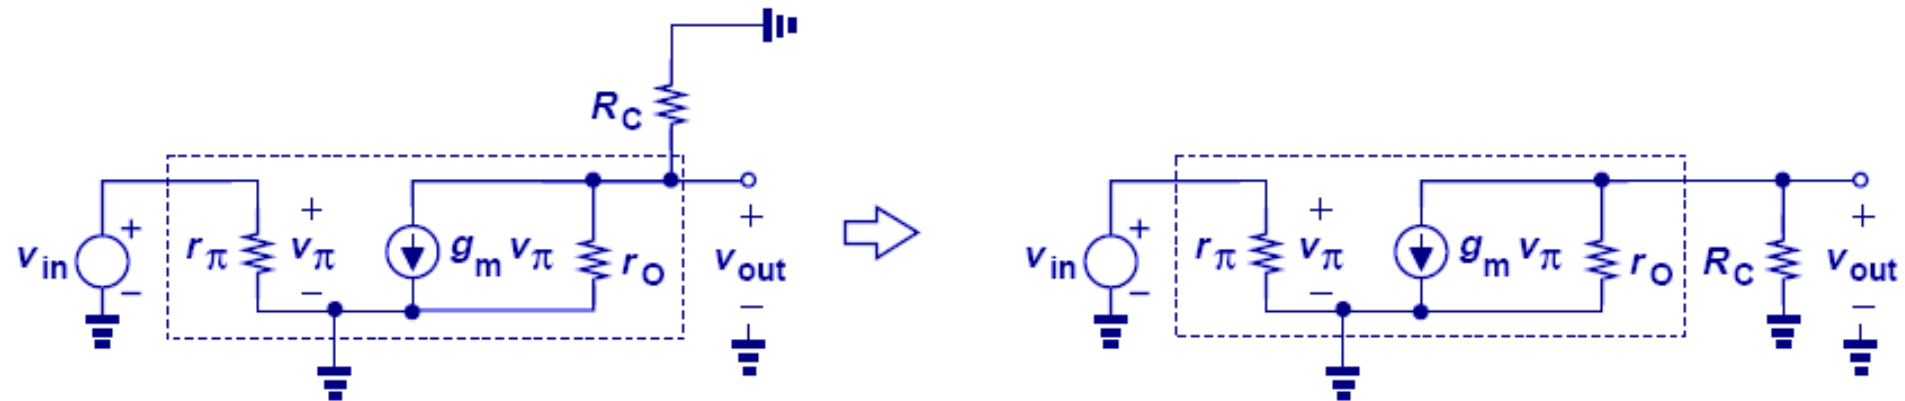 R_C
+
v_in
+
−
r_π
+
v_π
−
g_m v_π
r_O
+
v_out
−
v_in
+
−
r_π
+
v_π
−
g_m v_π
r_O
R_C
+
v_out
−